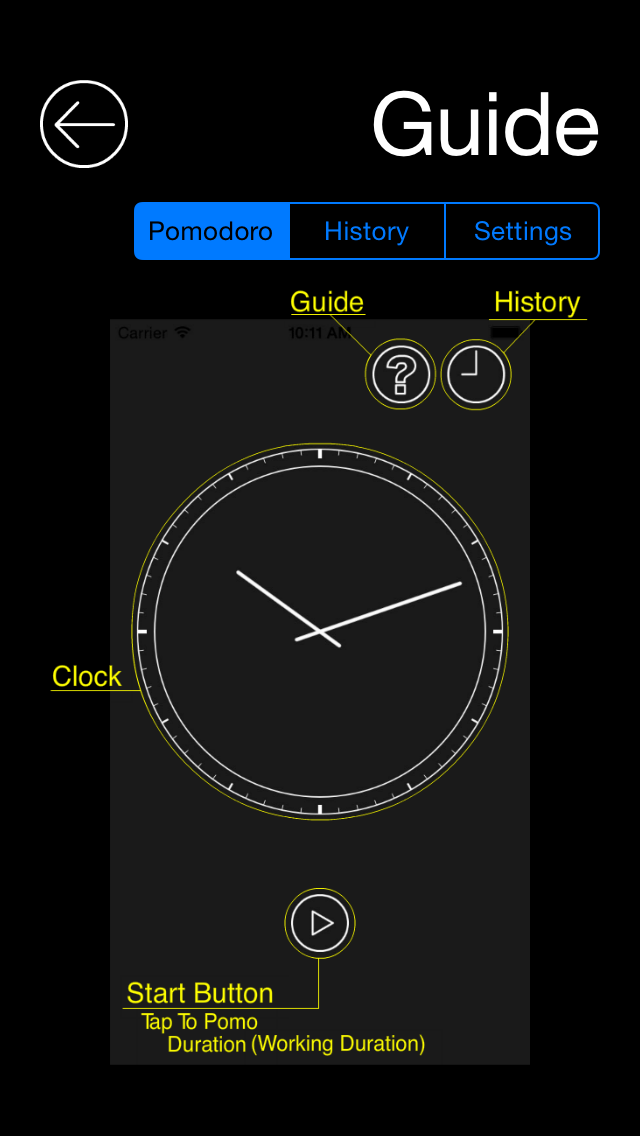 Guide
Pomodoro History Settings
Guide History
Carrier 10:11 AM
Clock
Start Button
Tap To Pomo
Duration (Working Duration)